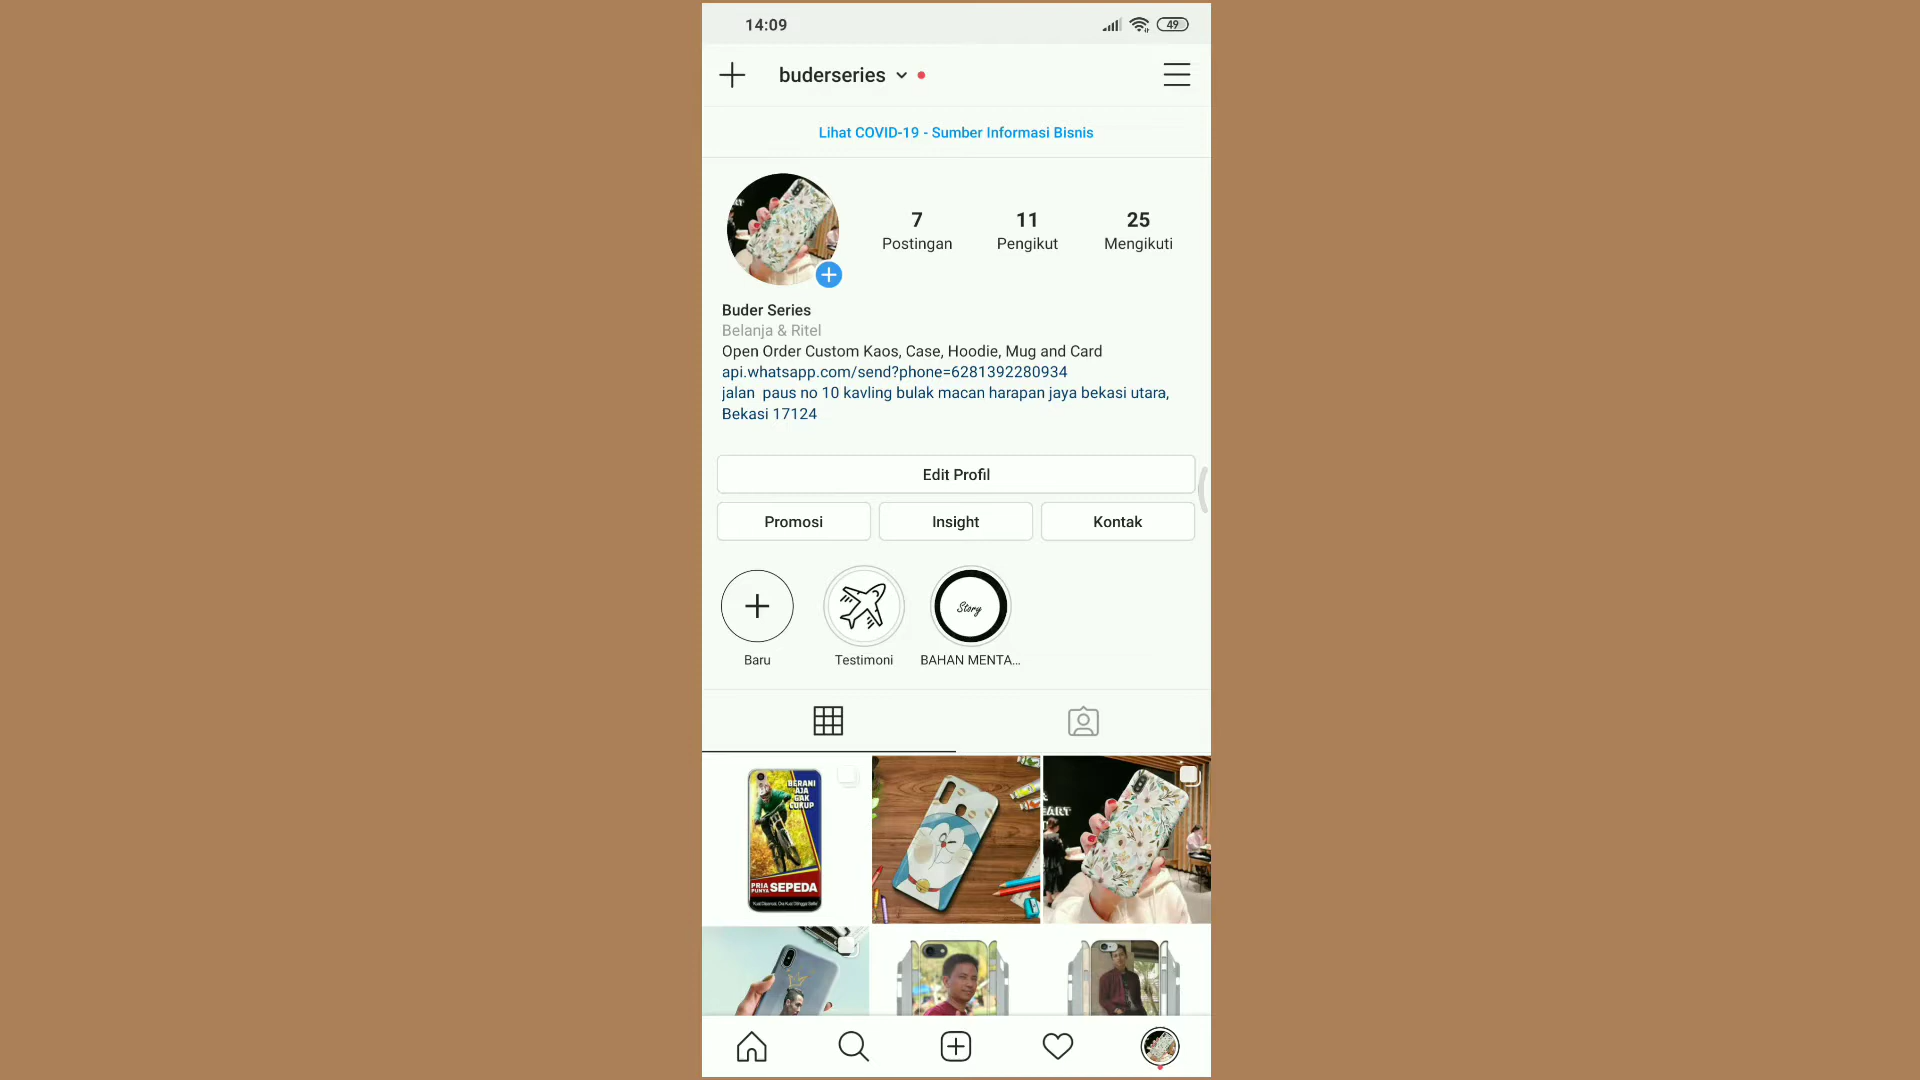 14:09
49
buderseries
Lihat COVID-19 - Sumber Informasi Bisnis
7
11
25
Postingan
Pengikut
Mengikuti
Buder Series
Belanja & Ritel
Open Order Custom Kaos, Case, Hoodie, Mug and Card
api.whatsapp.com/send?phone=6281392280934
jalan  paus no 10 kavling bulak macan harapan jaya bekasi utara,
Bekasi 17124
Edit Profil
Promosi
Insight
Kontak
Story
Baru
Testimoni
BAHAN MENTA...
BERANI
AJA
GAK
CUKUP
PRIA
PUNYA SEPEDA